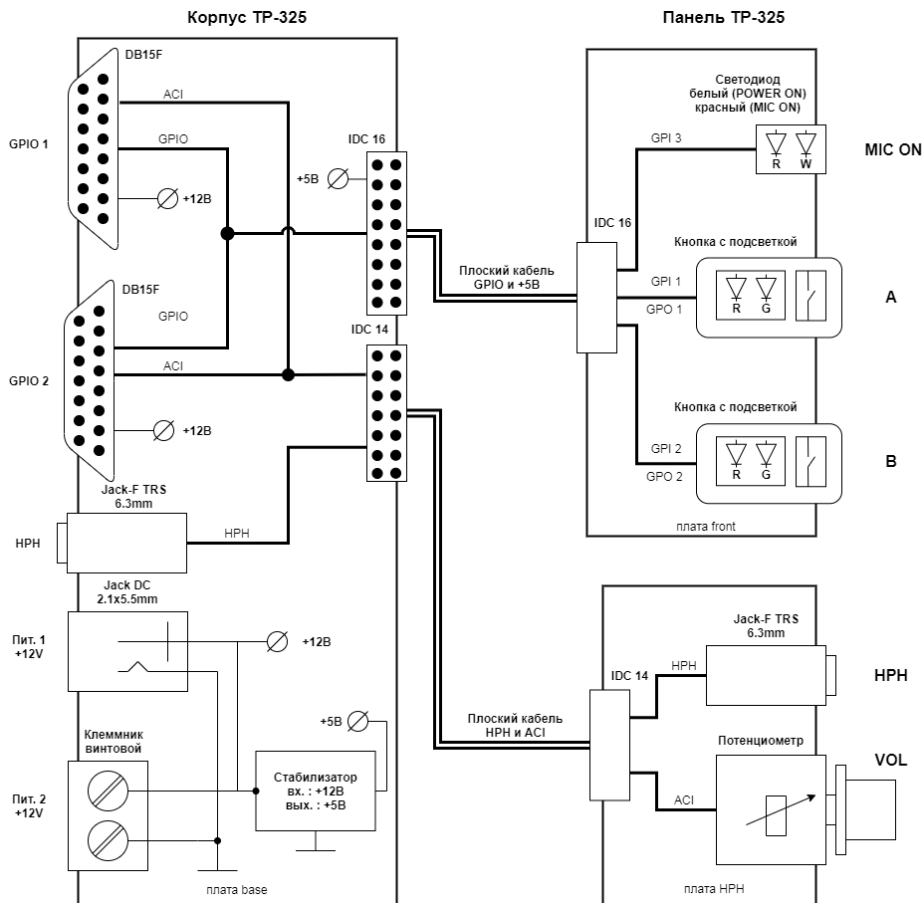 Корпус TP-325
Панель TP-325
DB15F
ACI
GPIO 1
GPIO
+12В
IDC 16
+5В
DB15F
GPIO
ACI
GPIO 2
+12В
IDC 14
Jack-F TRS
6.3mm
HPH
HPH
Jack DC
2.1x5.5mm
Пит. 1
+12V
+12В
+5В
Клеммник
винтовой
Пит. 2
+12V
Стабилизатор
вх. : +12В
вых. : +5В
плата base
Плоский кабель
GPIO и +5В
Плоский кабель
HPH и ACI
Светодиод
белый (POWER ON)
красный (MIC ON)
GPI 3
R
W
MIC ON
IDC 16
Кнопка с подсветкой
GPI 1
GPO 1
R
G
A
Кнопка с подсветкой
GPI 2
GPO 2
R
G
B
плата front
Jack-F TRS
6.3mm
IDC 14
HPH
HPH
Потенциометр
VOL
ACI
плата HPH